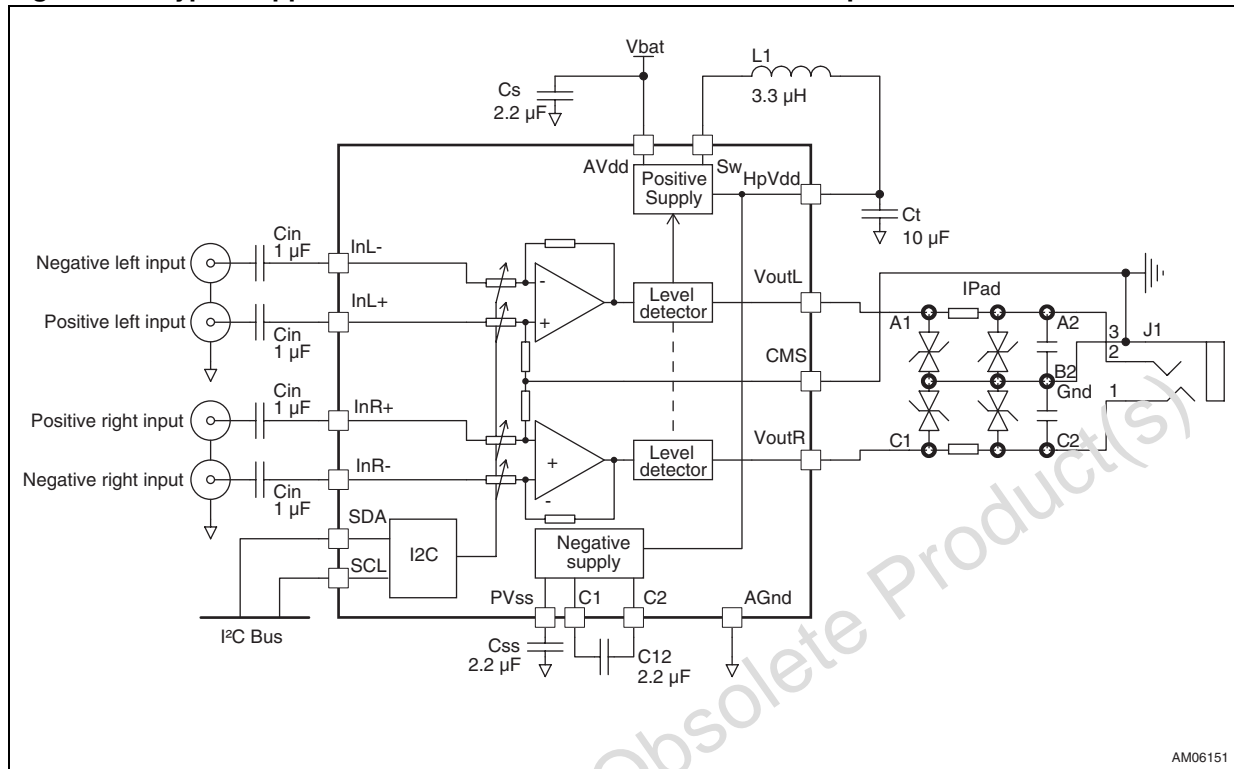 Vbat
L1
3.3 µH
Cs
2.2 µF
AVdd
Sw
Positive
Supply
HpVdd
Ct
10 µF
Cin
1 µF
InL-
Negative left input
InL+
Positive left input
Cin
1 µF
-
+
Level
detector
VoutL
IPad
A1
A2
3
J1
2
CMS
B2
Gnd
1
Cin
1 µF
InR+
Positive right input
InR-
Negative right input
Cin
1 µF
+
-
Level
detector
VoutR
C1
C2
SDA
I2C
SCL
I²C Bus
Negative
supply
PVss
C1
C2
AGnd
Css
2.2 µF
C12
2.2 µF
Obsolete Product(s)
AM06151